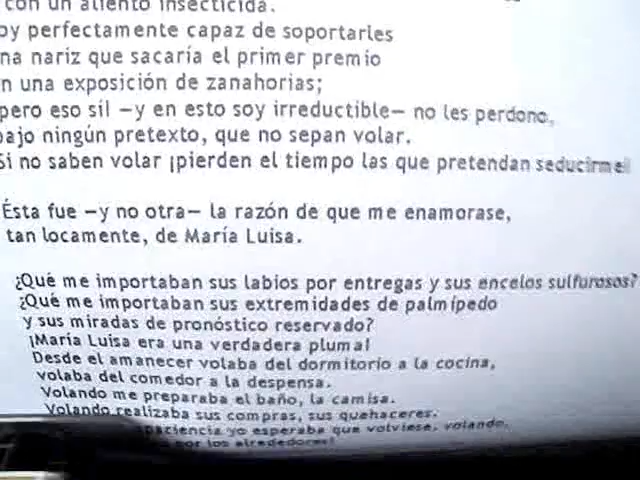 con un aliento insecticida.
oy perfectamente capaz de soportarles
na nariz que sacaría el primer premio
n una exposición de zanahorias;
pero eso sí! —y en esto soy irreductible— no les perdono,
bajo ningún pretexto, que no sepan volar.
Si no saben volar ¡pierden el tiempo las que pretendan seducirme!
Ésta fue —y no otra— la razón de que me enamorase,
tan locamente, de María Luisa.
¿Qué me importaban sus labios por entregas y sus encelos sulfurosos?
¿Qué me importaban sus extremidades de palmípedo
y sus miradas de pronóstico reservado?
¡María Luisa era una verdadera pluma!
Desde el amanecer volaba del dormitorio a la cocina,
volaba del comedor a la despensa.
Volando me preparaba el baño, la camisa.
Volando realizaba sus compras, sus quehaceres.
paciencia yo esperaba que volviese, volando,
por los alrededores!